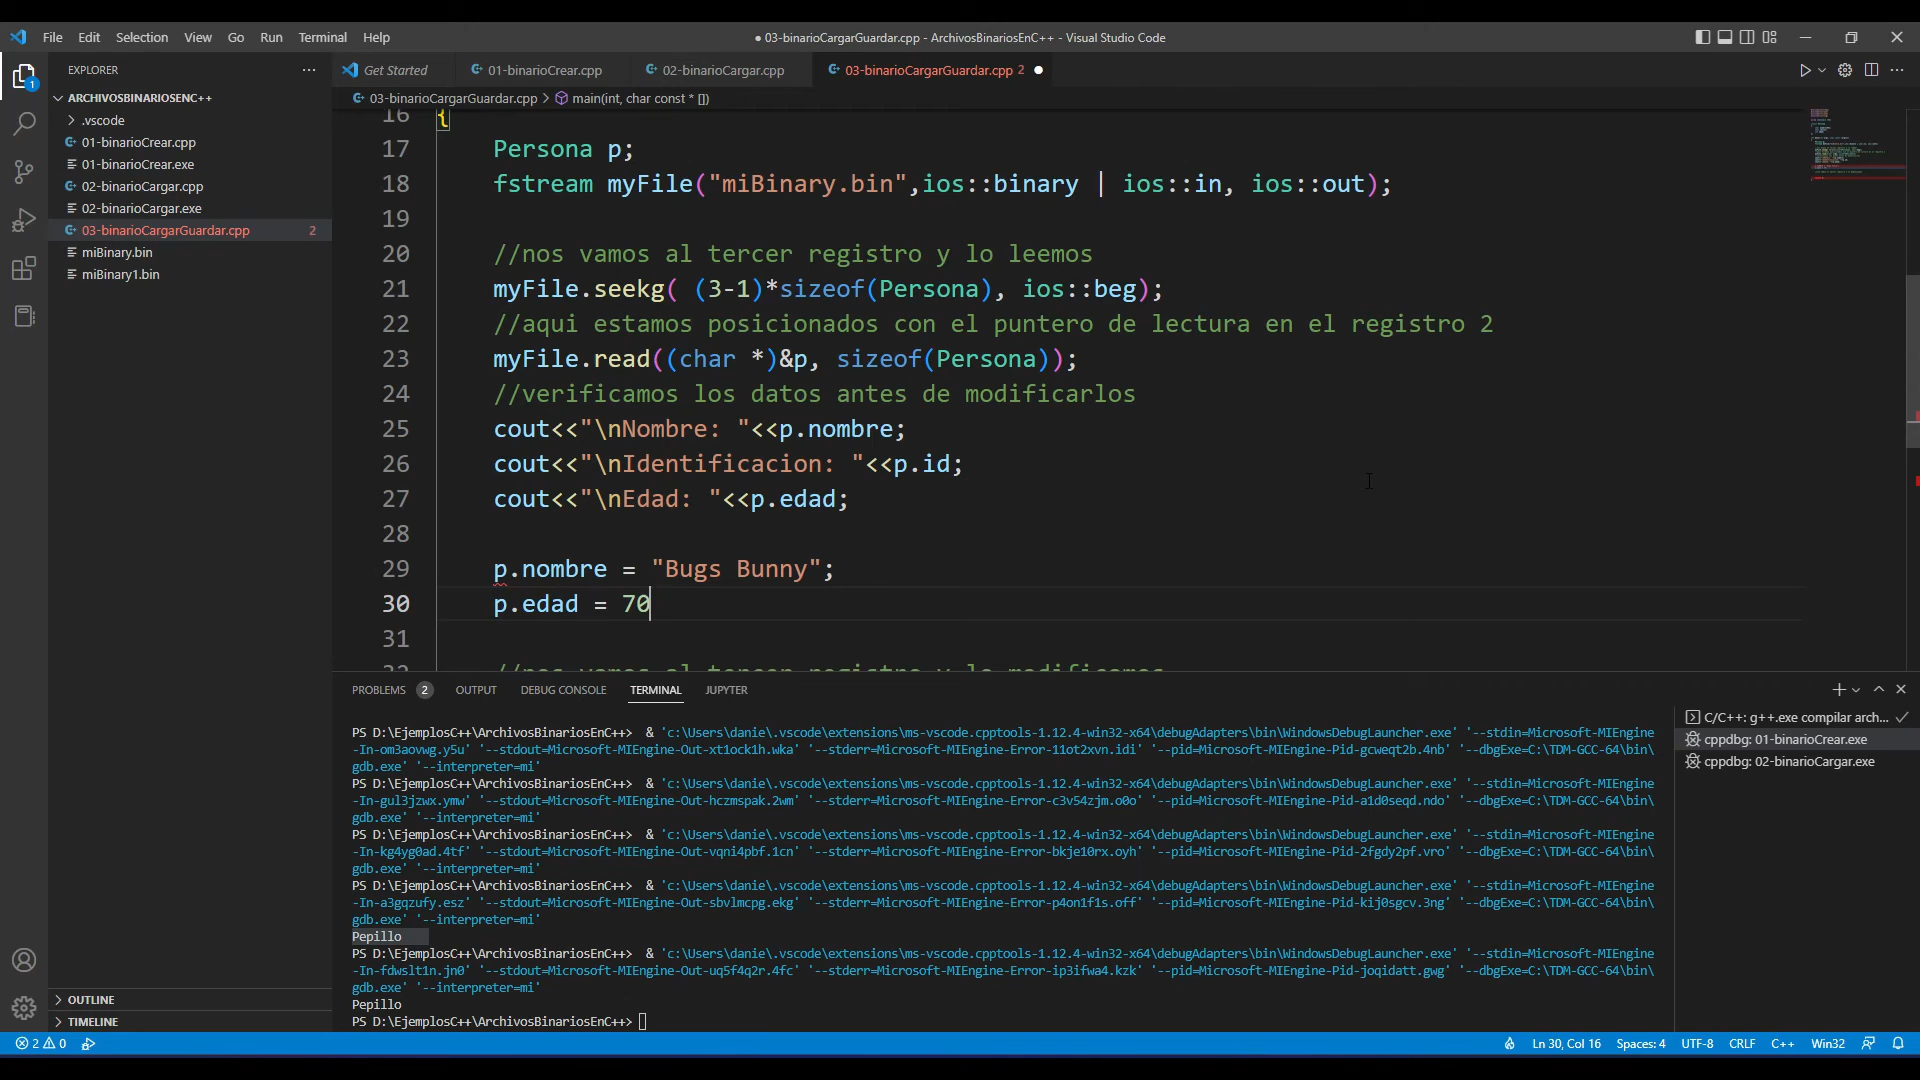 File Edit Selection View Go Run Terminal Help
● 03-binarioCargarGuardar.cpp - ArchivosBinariosEnC++ - Visual Studio Code
EXPLORER
Get Started 01-binarioCrear.cpp 02-binarioCargar.cpp 03-binarioCargarGuardar.cpp 2
ARCHIVOSBINARIOSENC++
.vscode
01-binarioCrear.cpp
01-binarioCrear.exe
02-binarioCargar.cpp
02-binarioCargar.exe
03-binarioCargarGuardar.cpp 2
miBinary.bin
miBinary1.bin
OUTLINE
TIMELINE
1
03-binarioCargarGuardar.cpp > main(int, char const * [])
16 {
17 Persona p;
18 fstream myFile("miBinary.bin",ios::binary | ios::in, ios::out);
19
20 //nos vamos al tercer registro y lo leemos
21 myFile.seekg( (3-1)*sizeof(Persona), ios::beg);
22 //aqui estamos posicionados con el puntero de lectura en el registro 2
23 myFile.read((char *)&p, sizeof(Persona));
24 //verificamos los datos antes de modificarlos
25 cout<<"\nNombre: "<<p.nombre;
26 cout<<"\nIdentificacion: "<<p.id;
27 cout<<"\nEdad: "<<p.edad;
28
29 p.nombre = "Bugs Bunny";
30 p.edad = 70
31
32 //nos vamos al tercer registro y lo modificamos
PROBLEMS 2 OUTPUT DEBUG CONSOLE TERMINAL JUPYTER
PS D:\EjemplosC++\ArchivosBinariosEnC++> & 'c:\Users\danie\.vscode\extensions\ms-vscode.cpptools-1.12.4-win32-x64\debugAdapters\bin\WindowsDebugLauncher.exe' '--stdin=Microsoft-MIEngine
-In-om3aovwg.y5u' '--stdout=Microsoft-MIEngine-Out-xt1ock1h.wka' '--stderr=Microsoft-MIEngine-Error-11ot2xvn.idi' '--pid=Microsoft-MIEngine-Pid-gcweqt2b.4nb' '--dbgExe=C:\TDM-GCC-64\bin\
gdb.exe' '--interpreter=mi'
PS D:\EjemplosC++\ArchivosBinariosEnC++> & 'c:\Users\danie\.vscode\extensions\ms-vscode.cpptools-1.12.4-win32-x64\debugAdapters\bin\WindowsDebugLauncher.exe' '--stdin=Microsoft-MIEngine
-In-gul3jzwx.ymw' '--stdout=Microsoft-MIEngine-Out-hczmspak.2wm' '--stderr=Microsoft-MIEngine-Error-c3v54zjm.o0o' '--pid=Microsoft-MIEngine-Pid-a1d0seqd.ndo' '--dbgExe=C:\TDM-GCC-64\bin\
gdb.exe' '--interpreter=mi'
PS D:\EjemplosC++\ArchivosBinariosEnC++> & 'c:\Users\danie\.vscode\extensions\ms-vscode.cpptools-1.12.4-win32-x64\debugAdapters\bin\WindowsDebugLauncher.exe' '--stdin=Microsoft-MIEngine
-In-kg4yg0ad.4tf' '--stdout=Microsoft-MIEngine-Out-vqni4pbf.1cn' '--stderr=Microsoft-MIEngine-Error-bkje10rx.oyh' '--pid=Microsoft-MIEngine-Pid-2fgdy2pf.vro' '--dbgExe=C:\TDM-GCC-64\bin\
gdb.exe' '--interpreter=mi'
PS D:\EjemplosC++\ArchivosBinariosEnC++> & 'c:\Users\danie\.vscode\extensions\ms-vscode.cpptools-1.12.4-win32-x64\debugAdapters\bin\WindowsDebugLauncher.exe' '--stdin=Microsoft-MIEngine
-In-a3gqzufy.esz' '--stdout=Microsoft-MIEngine-Out-sbvlmcpg.ekg' '--stderr=Microsoft-MIEngine-Error-p4on1f1s.off' '--pid=Microsoft-MIEngine-Pid-kij0sgcv.3ng' '--dbgExe=C:\TDM-GCC-64\bin\
gdb.exe' '--interpreter=mi'
Pepillo
PS D:\EjemplosC++\ArchivosBinariosEnC++> & 'c:\Users\danie\.vscode\extensions\ms-vscode.cpptools-1.12.4-win32-x64\debugAdapters\bin\WindowsDebugLauncher.exe' '--stdin=Microsoft-MIEngine
-In-fdwslt1n.jn0' '--stdout=Microsoft-MIEngine-Out-uq5f4q2r.4fc' '--stderr=Microsoft-MIEngine-Error-ip3ifwa4.kzk' '--pid=Microsoft-MIEngine-Pid-joqidatt.gwg' '--dbgExe=C:\TDM-GCC-64\bin\
gdb.exe' '--interpreter=mi'
Pepillo
PS D:\EjemplosC++\ArchivosBinariosEnC++>
C/C++: g++.exe compilar arch...
cppdbg: 01-binarioCrear.exe
cppdbg: 02-binarioCargar.exe
2 0 Ln 30, Col 16 Spaces: 4 UTF-8 CRLF C++ Win32